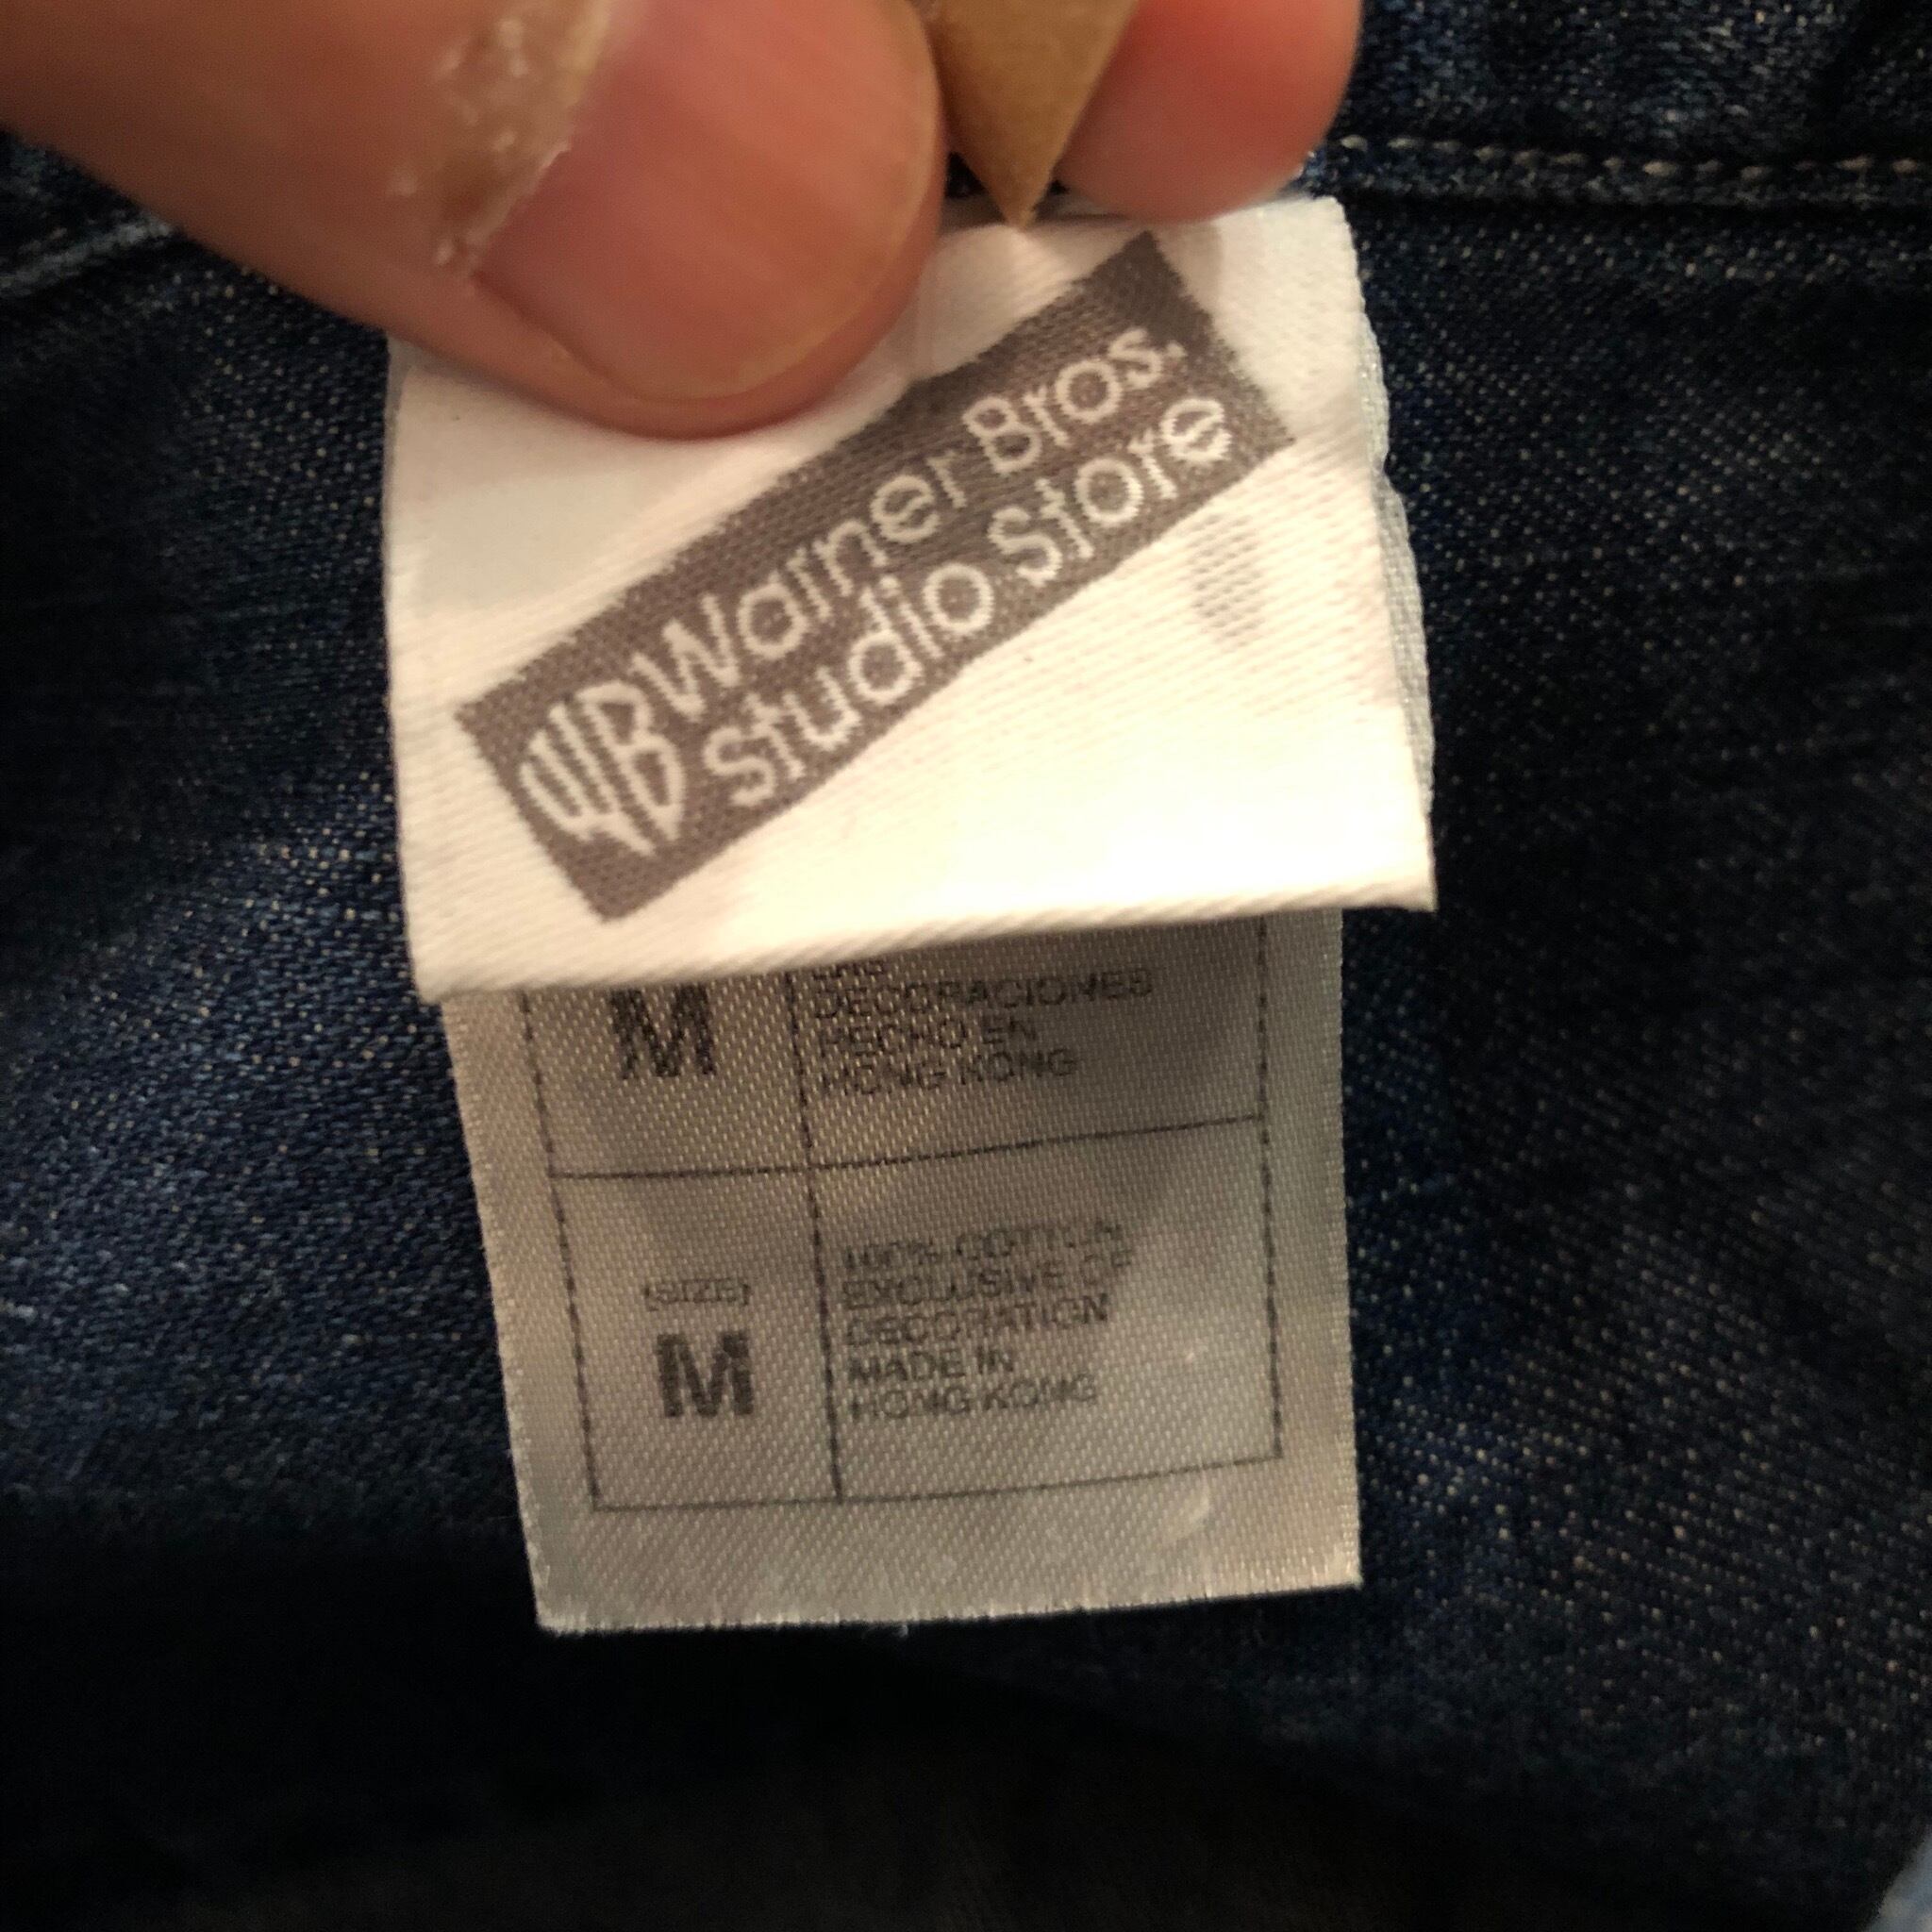 WB Warner Bros.
Studio Store
M
DECORACIONES
HECHO EN
HONG KONG
(SIZE)
M
100% COTTON
EXCLUSIVE OF
DECORATION
MADE IN
HONG KONG